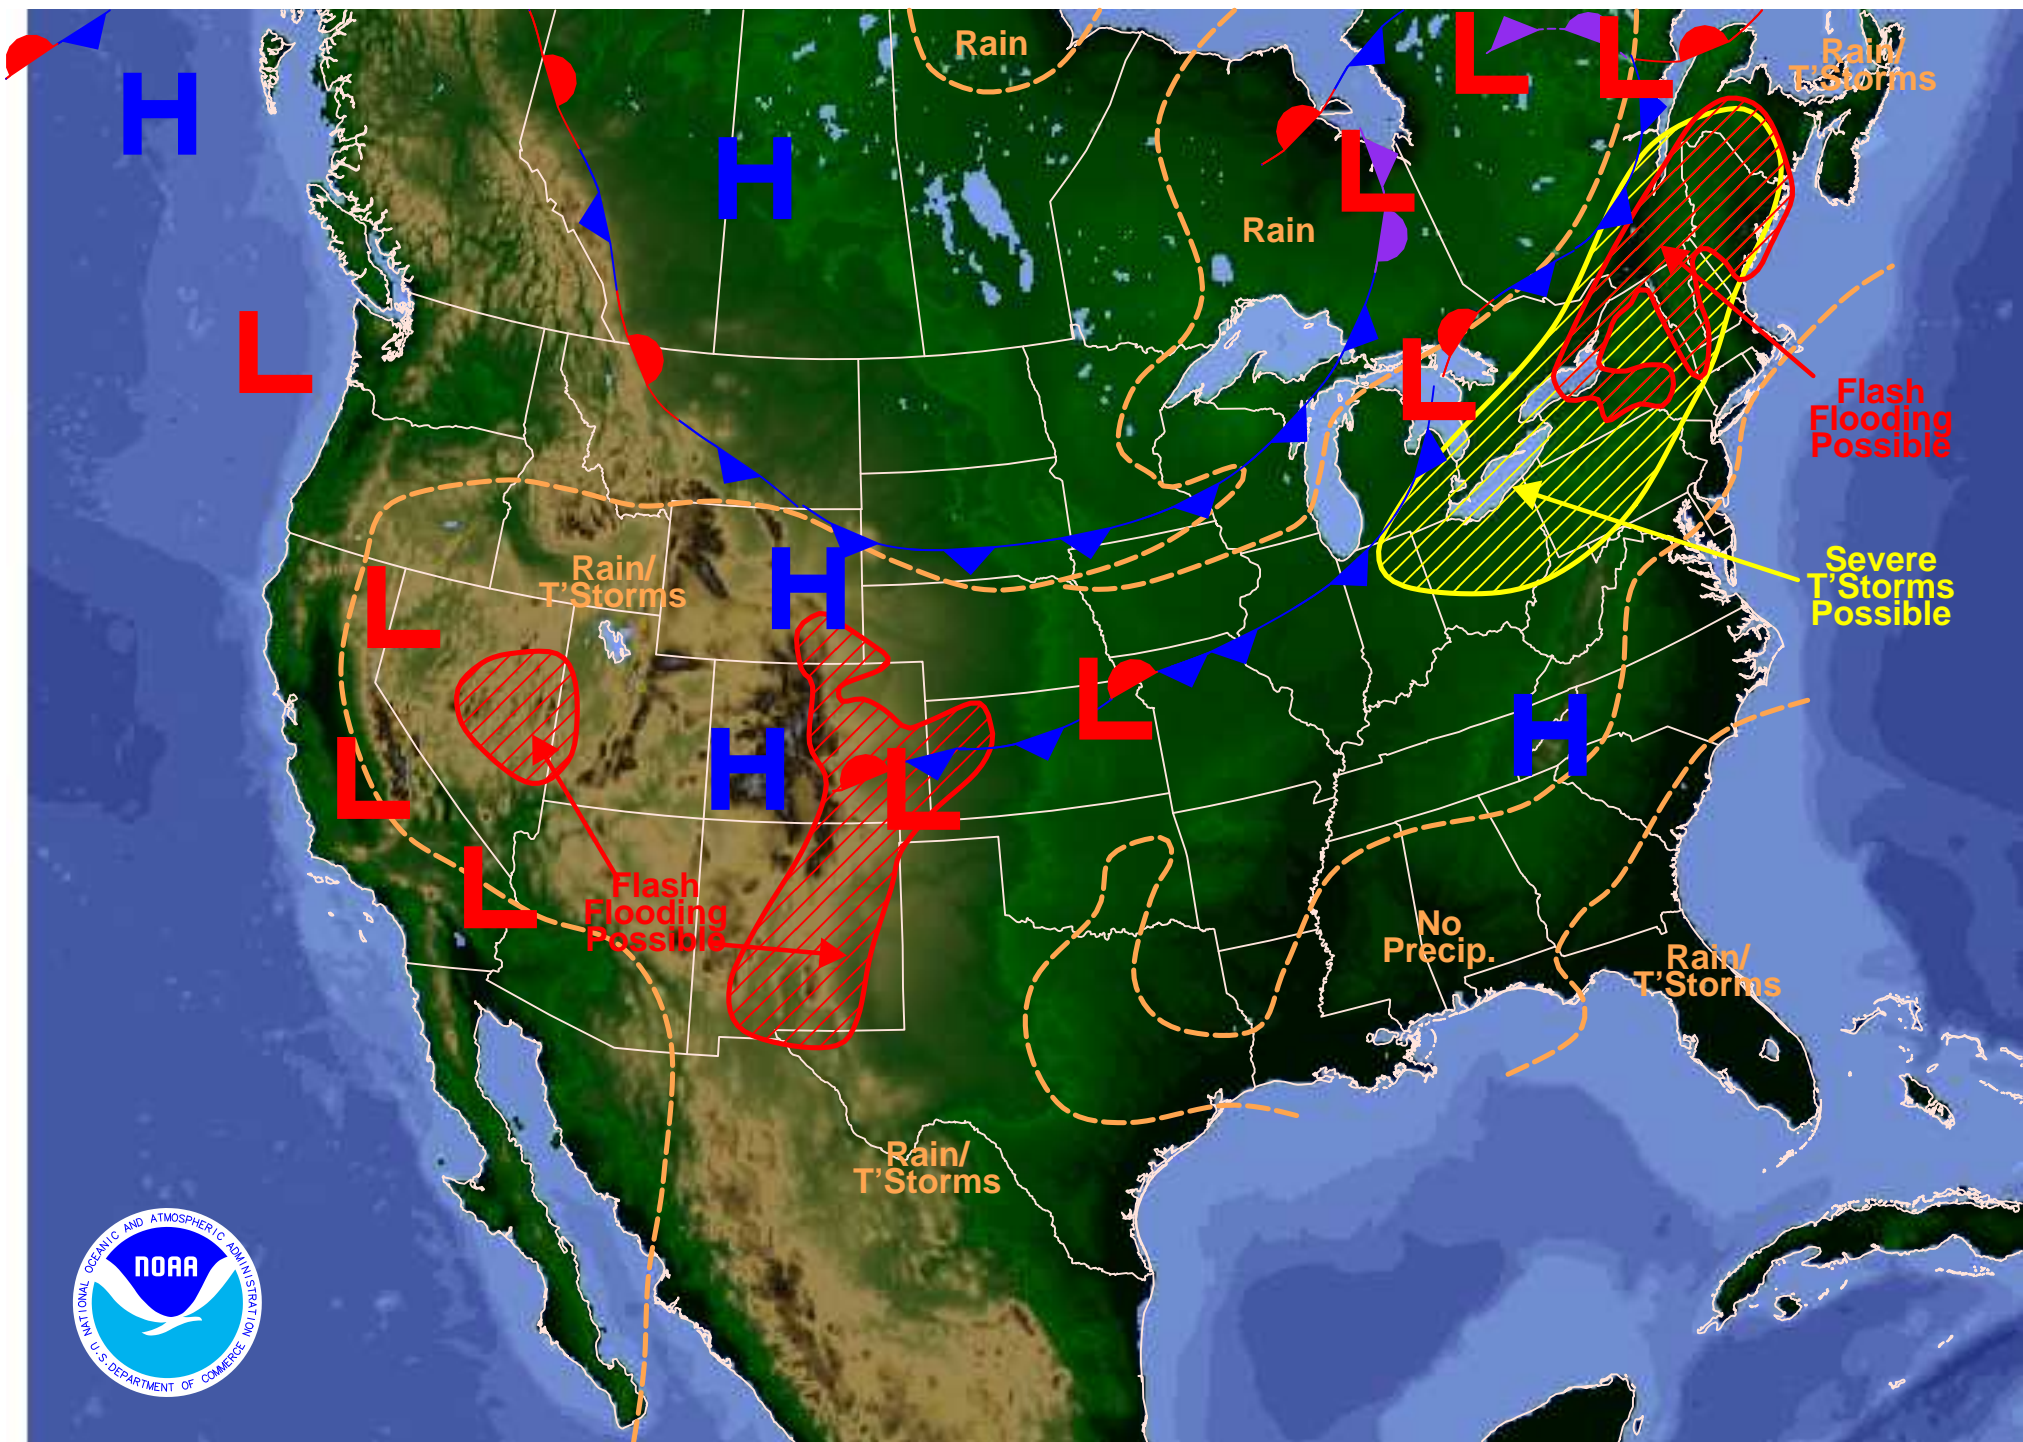 Rain
Rain/
T'Storms
H
H
L
L
L
Rain
L
L
Flash
Flooding
Possible
Rain/
T'Storms
H
Severe
T'Storms
Possible
L
L
H
H
L
L
L
Flash
Flooding
Possible
No
Precip.
Rain/
T'Storms
L
Rain/
T'Storms
NATIONAL OCEANIC AND ATMOSPHERIC ADMINISTRATION
NOAA
U.S. DEPARTMENT OF COMMERCE